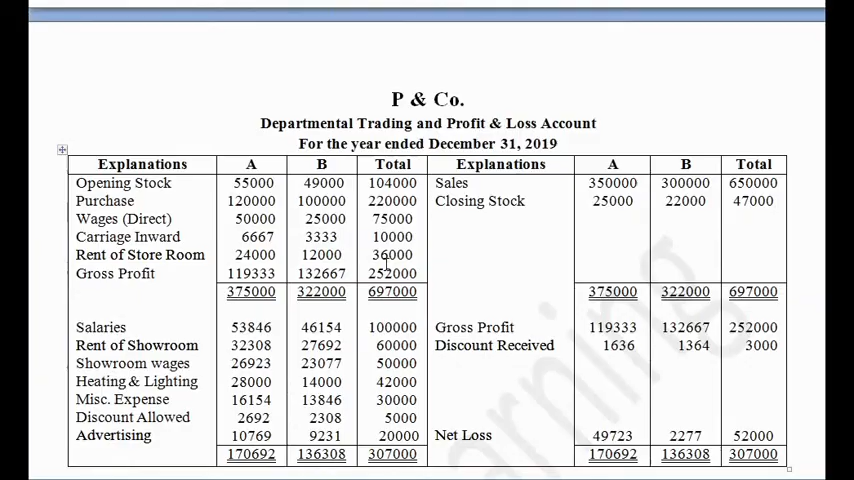 P & Co.
Departmental Trading and Profit & Loss Account
For the year ended December 31, 2019
Explanations A B Total Explanations A B Total
Opening Stock 55000 49000 104000 Sales 350000 300000 650000
Purchase 120000 100000 220000 Closing Stock 25000 22000 47000
Wages (Direct) 50000 25000 75000
Carriage Inward 6667 3333 10000
Rent of Store Room 24000 12000 36000
Gross Profit 119333 132667 252000
375000 322000 697000 375000 322000 697000
Salaries 53846 46154 100000 Gross Profit 119333 132667 252000
Rent of Showroom 32308 27692 60000 Discount Received 1636 1364 3000
Showroom wages 26923 23077 50000
Heating & Lighting 28000 14000 42000
Misc. Expense 16154 13846 30000
Discount Allowed 2692 2308 5000
Advertising 10769 9231 20000 Net Loss 49723 2277 52000
170692 136308 307000 170692 136308 307000